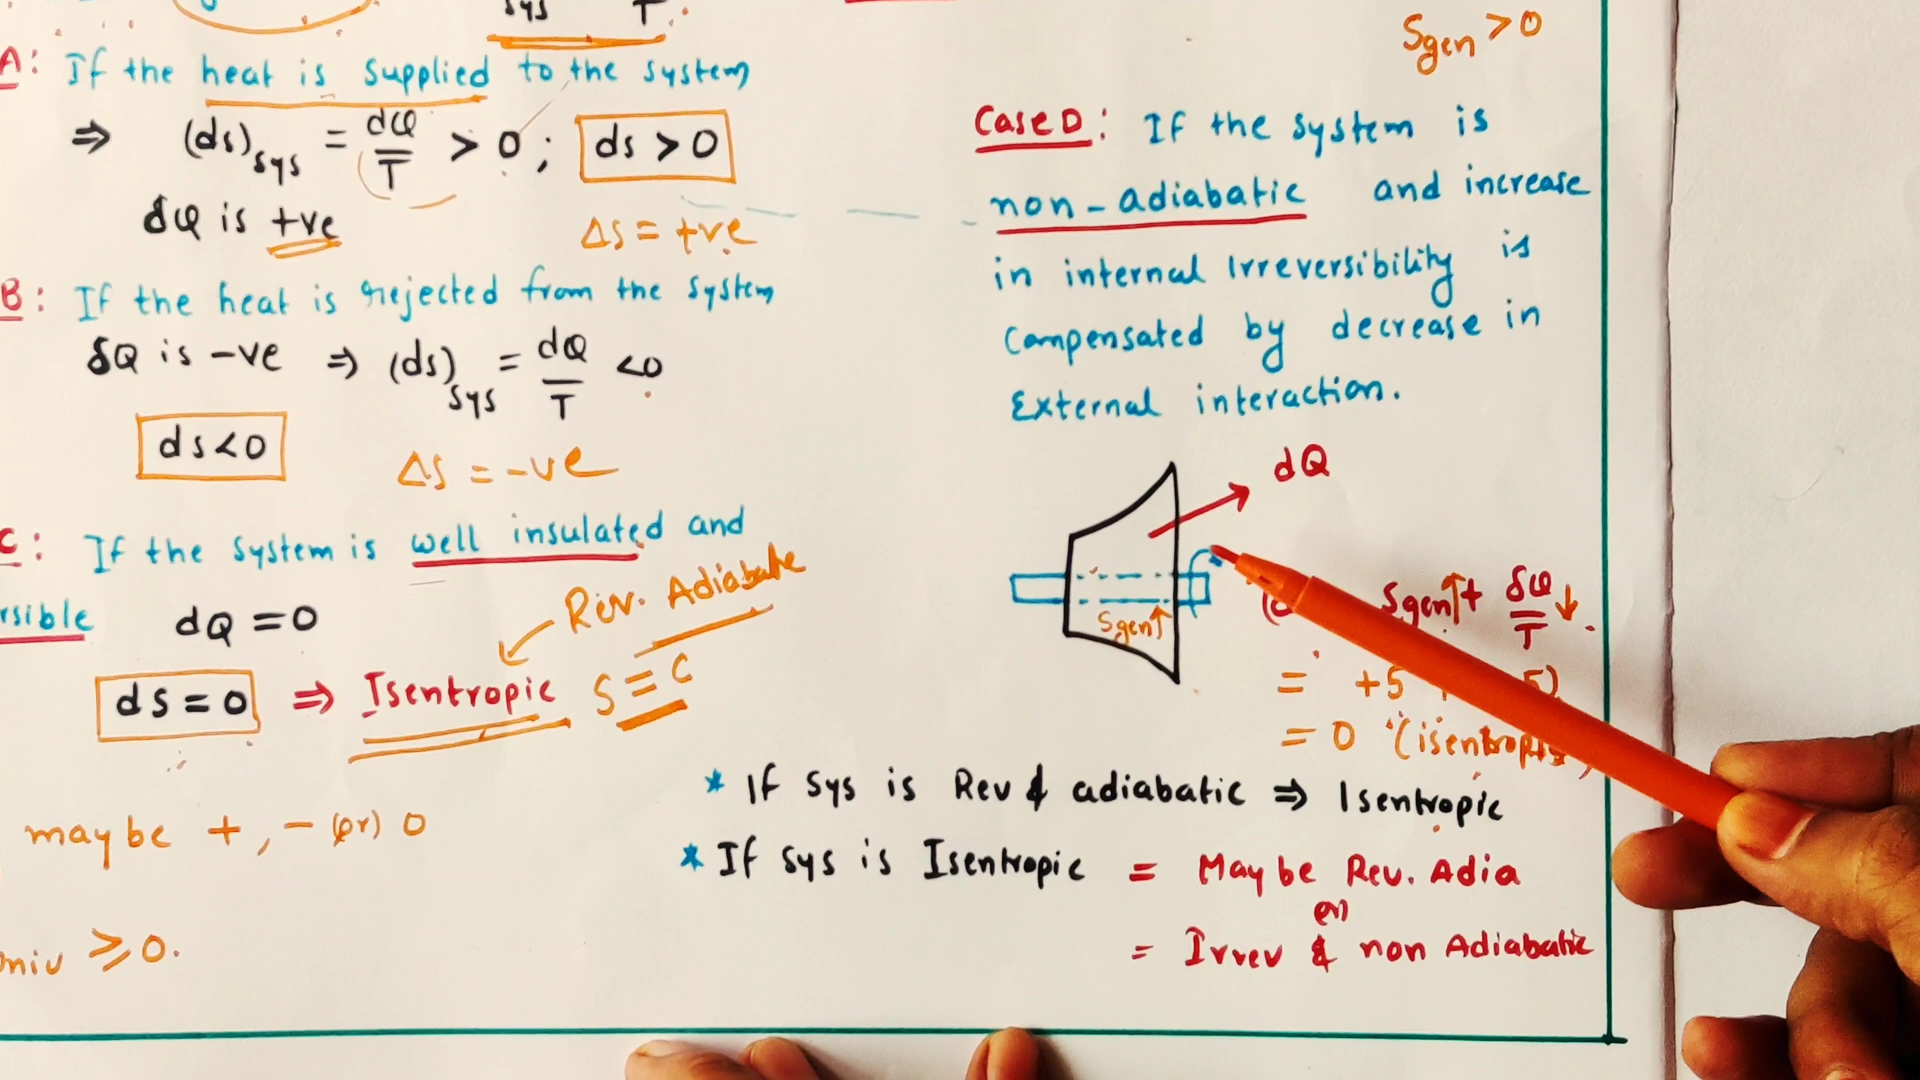 sys T
A: If the heat is supplied to the system
⇒ (ds)sys = dQ/T > 0 ; ds > 0
δQ is +ve
Δs = +ve
B: If the heat is rejected from the system
δQ is -ve ⇒ (ds)sys = dQ/T <0
ds<0
Δs = -ve
C: If the system is well insulated and
rsible dQ = 0
Rev. Adiabate
ds = 0 ⇒ Isentropic S = C
maybe +, - (or) 0
niv ≥ 0.
Sgen > 0
Case D: If the system is
non-adiabatic and increase
in internal Irreversibility is
Compensated by decrease in
External interaction.
dQ
Sgen↑
Sgen↑ + δQ/T ↓.
= +5 5)
= 0 (isentropic)
* If Sys is Rev & adiabatic ⇒ Isentropic
* If Sys is Isentropic = Maybe Rev. Adia
(or)
= Irrev & non Adiabatic